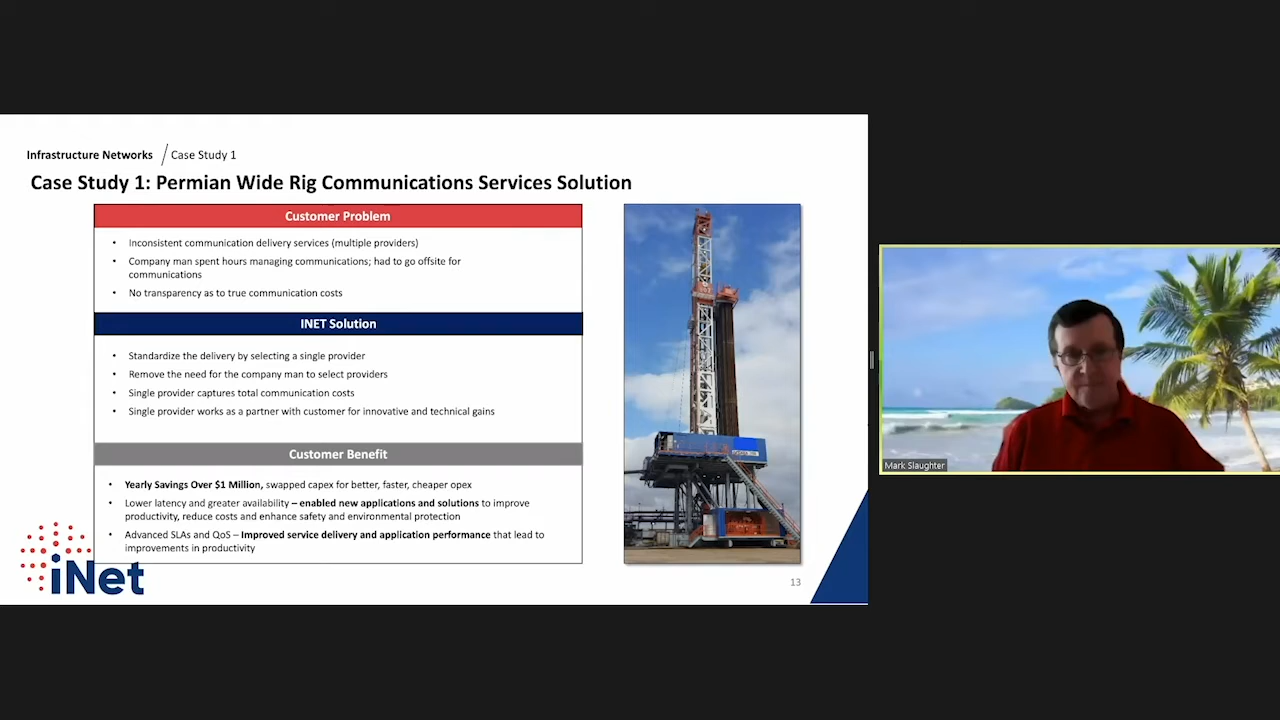 Infrastructure Networks / Case Study 1
Case Study 1: Permian Wide Rig Communications Services Solution
Customer Problem
• Inconsistent communication delivery services (multiple providers)
• Company man spent hours managing communications; had to go offsite for
communications
• No transparency as to true communication costs
INET Solution
• Standardize the delivery by selecting a single provider
• Remove the need for the company man to select providers
• Single provider captures total communication costs
• Single provider works as a partner with customer for innovative and technical gains
Customer Benefit
• Yearly Savings Over $1 Million, swapped capex for better, faster, cheaper opex
• Lower latency and greater availability – enabled new applications and solutions to improve
productivity, reduce costs and enhance safety and environmental protection
• Advanced SLAs and QoS – Improved service delivery and application performance that lead to
improvements in productivity
iNet
13
Mark Slaughter